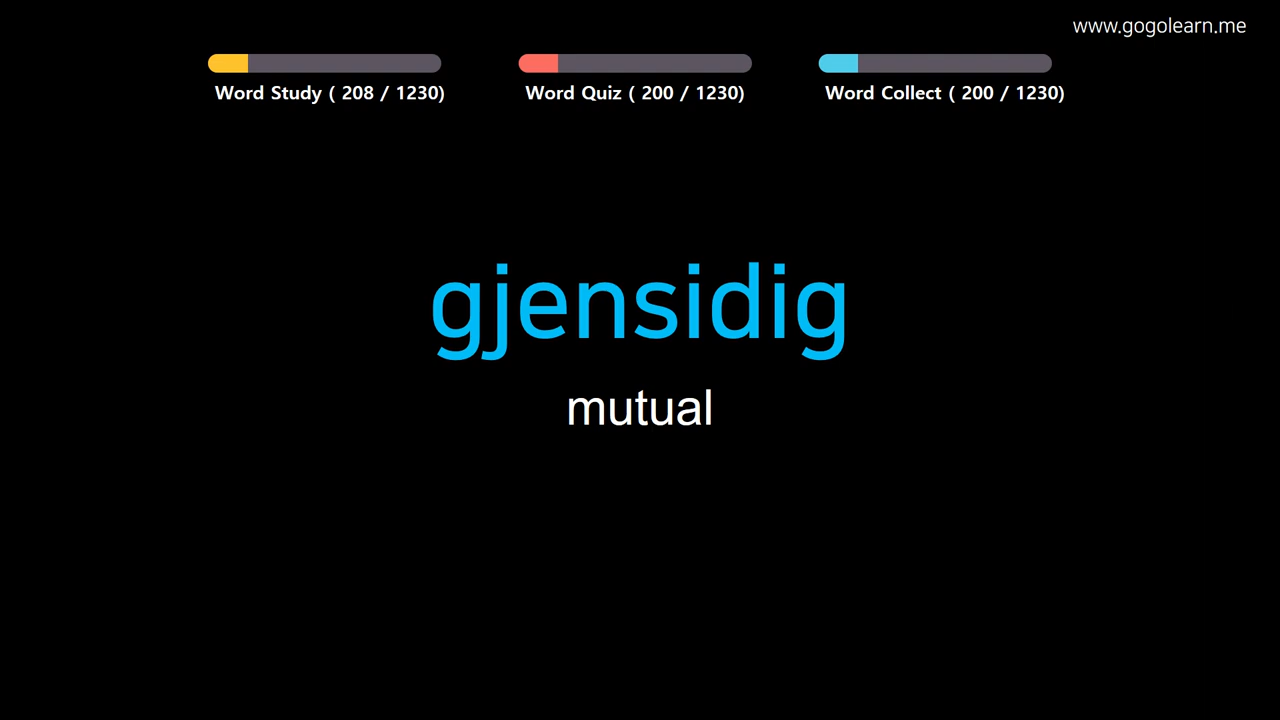 www.gogolearn.me
Word Study ( 208 / 1230)
Word Quiz ( 200 / 1230)
Word Collect ( 200 / 1230)
gjensidig
mutual